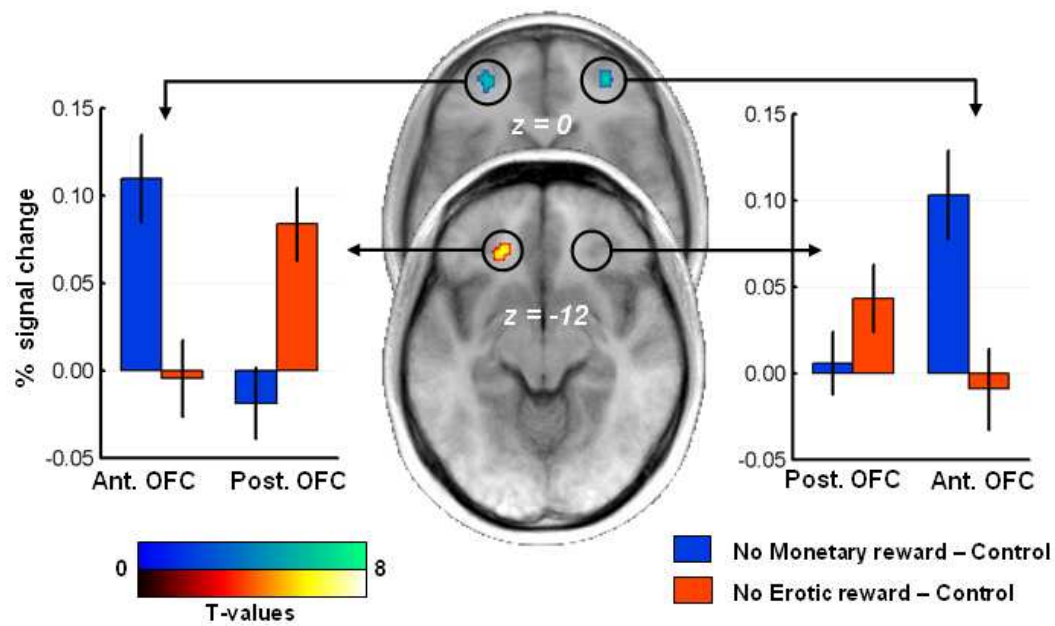 z = 0
0.15
0.10
0.05
0.00
-0.05
% signal change
Ant. OFC Post. OFC
z = -12
0.15
0.10
0.05
0.00
-0.05
Post. OFC Ant. OFC
0 8
T-values
No Monetary reward – Control
No Erotic reward – Control